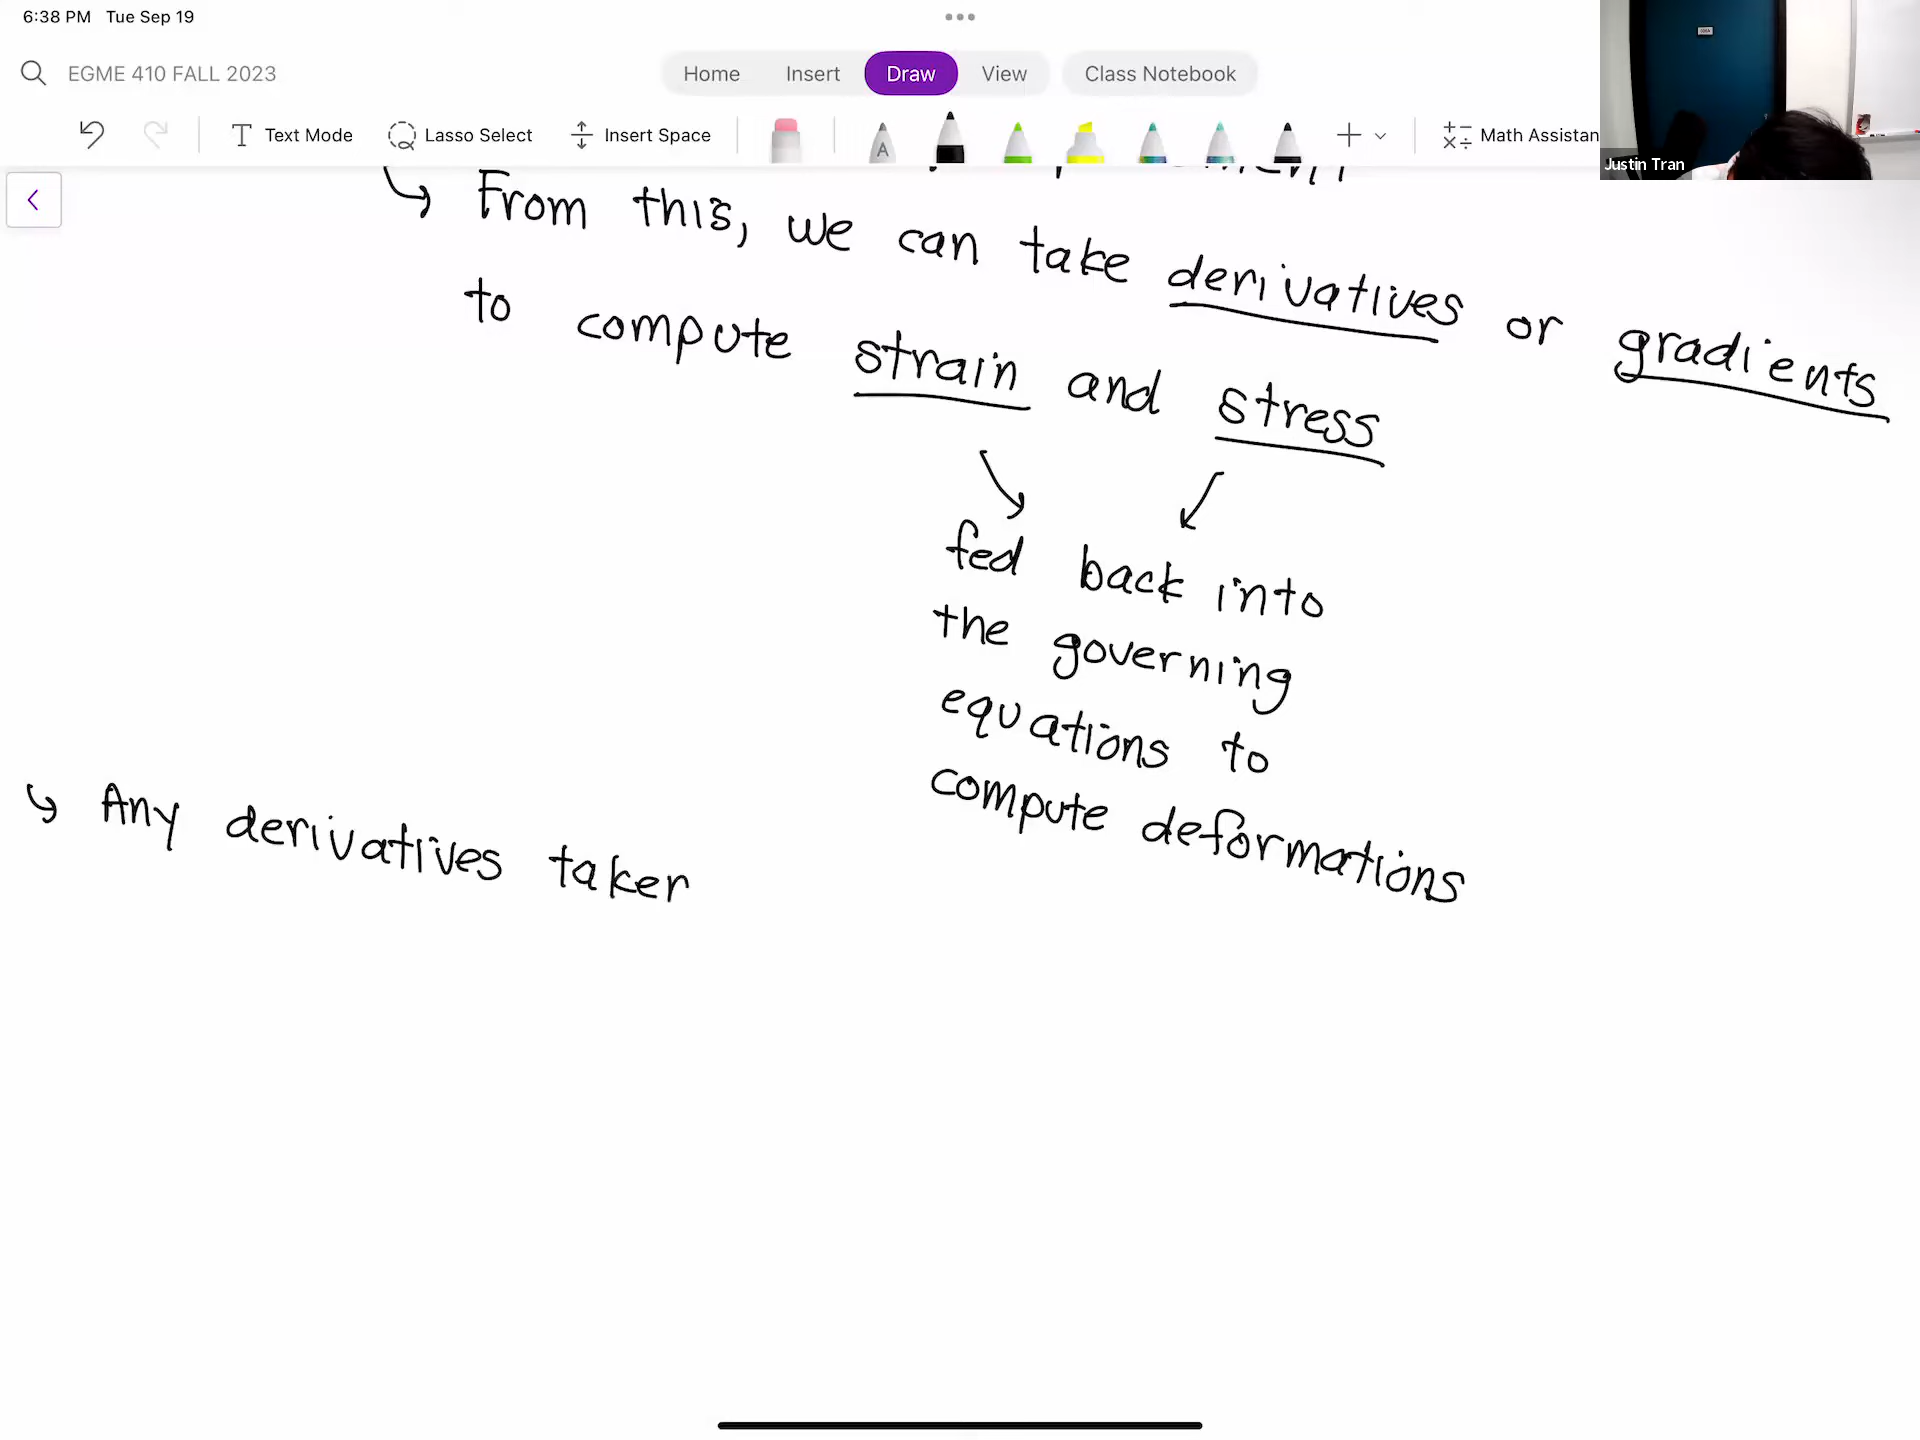 6:38 PM Tue Sep 19
EGME 410 FALL 2023
Home Insert Draw View Class Notebook
Text Mode Lasso Select Insert Space A Math Assistan
Justin Tran
↳ From this, we can take derivatives or gradients
to compute strain and stress
fed back into
the governing
equations to
compute deformations
↳ Any derivatives taker